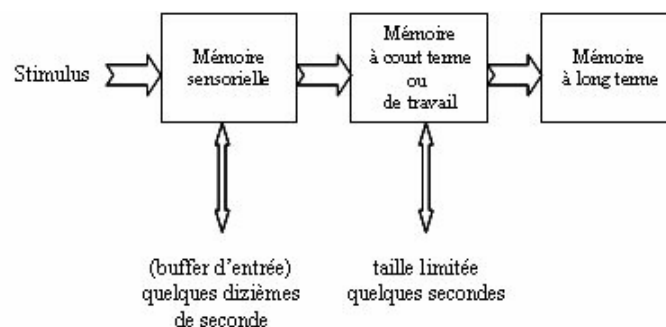 Stimulus
Mémoire
sensorielle
Mémoire
à court terme
ou
de travail
Mémoire
à long terme
(buffer d'entrée)
quelques dizièmes
de seconde
taille limitée
quelques secondes